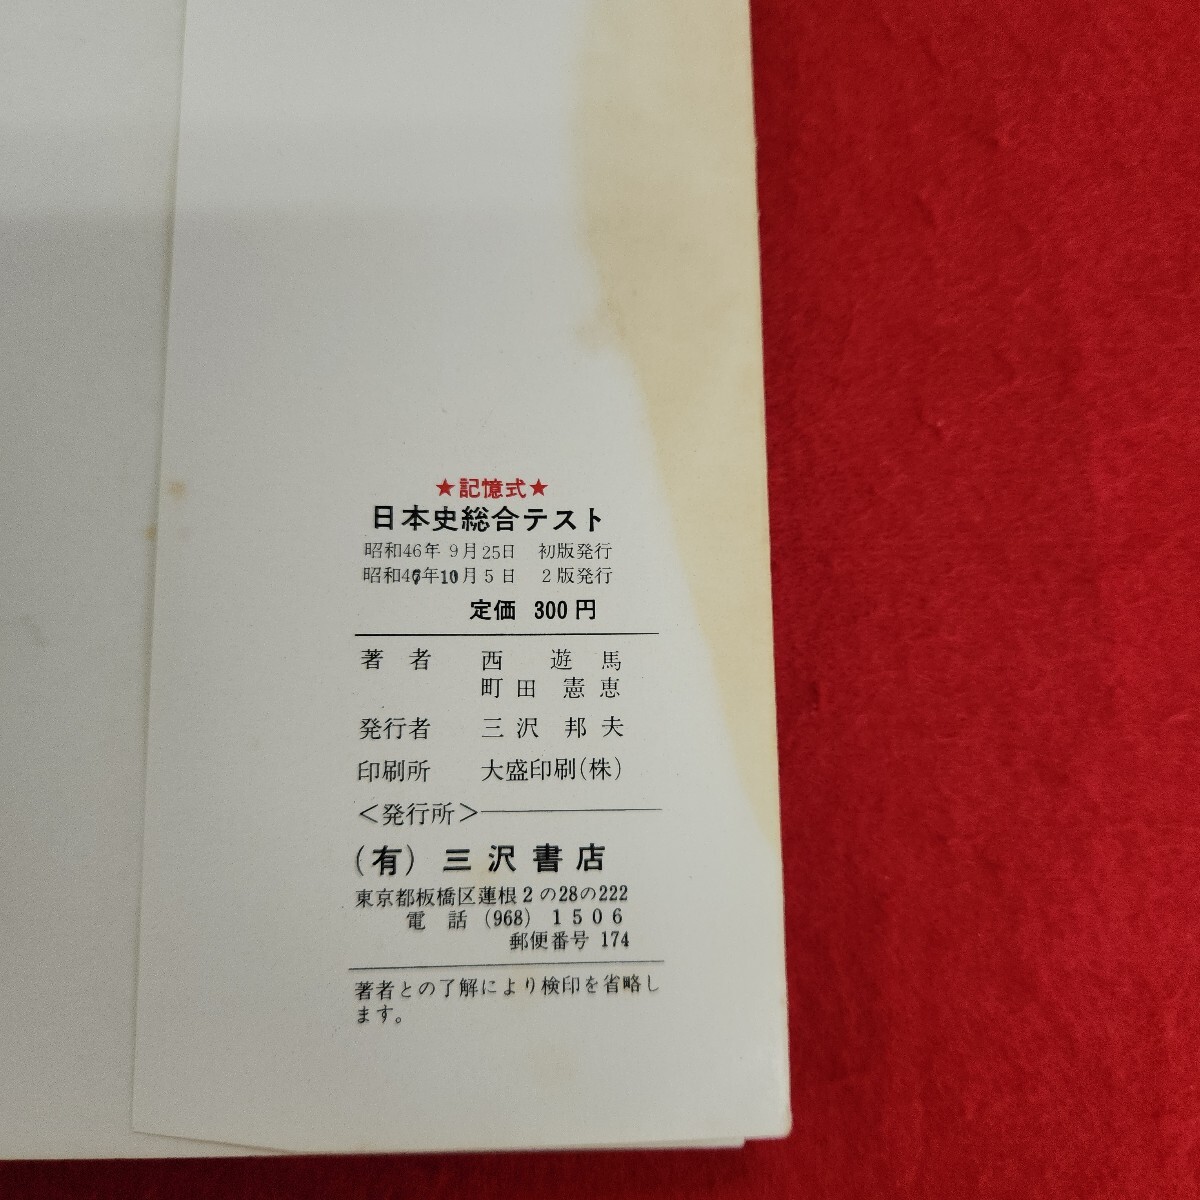 ★記憶式★
日本史総合テスト
昭和46年 9月25日 初版発行
昭和47年10月5日 2版発行
定価 300円
著者 西 遊 馬
町田 憲恵
発行者 三沢 邦夫
印刷所 大盛印刷(株)
<発行所>
(有) 三沢書店
東京都板橋区蓮根2の28の222
電話 (968) 1506
郵便番号 174
著者との了解により検印を省略し
ます。